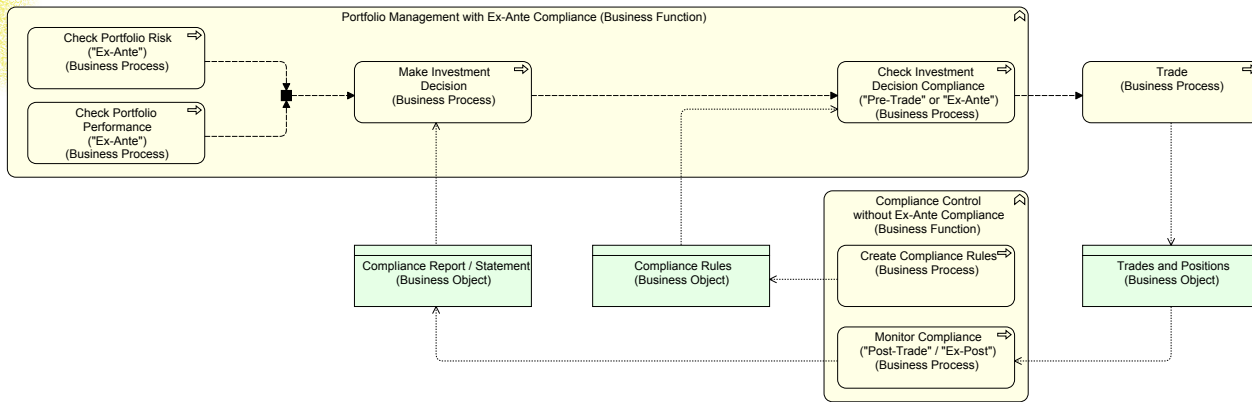 Portfolio Management with Ex-Ante Compliance (Business Function)
Check Portfolio Risk
("Ex-Ante")
(Business Process)
Check Portfolio
Performance
("Ex-Ante")
(Business Process)
Make Investment
Decision
(Business Process)
Check Investment
Decision Compliance
("Pre-Trade" or "Ex-Ante")
(Business Process)
Trade
(Business Process)
Compliance Control
without Ex-Ante Compliance
(Business Function)
Compliance Report / Statement
(Business Object)
Compliance Rules
(Business Object)
Create Compliance Rules
(Business Process)
Trades and Positions
(Business Object)
Monitor Compliance
("Post-Trade" / "Ex-Post")
(Business Process)